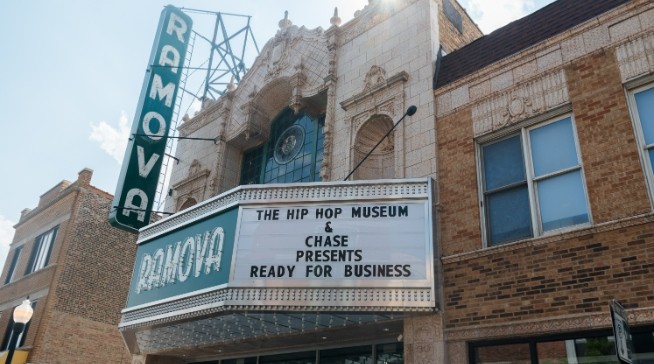 RAMOVA
RAMOVA
THE HIP HOP MUSEUM
&
CHASE
PRESENTS
READY FOR BUSINESS